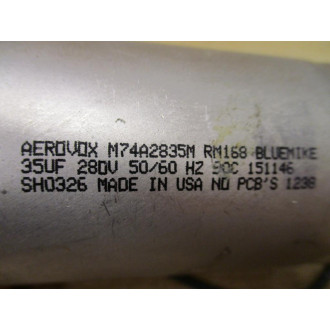 AEROVOX M74A2835M RM168 BLUEMIKE
35UF 280V 50/60 HZ 90C 151146
SH0326 MADE IN USA NO PCB'S 1238